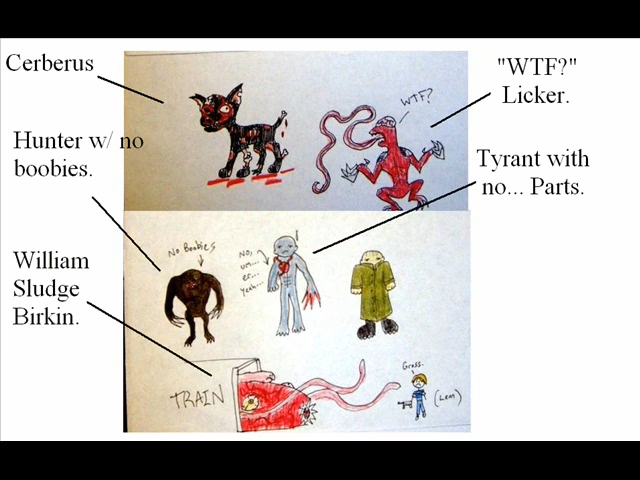 Cerberus
"WTF?"
Licker.
WTF?
Hunter w/ no
boobies.
Tyrant with
no... Parts.
No Boobies
No,
um...
er...
Yeah...
William
Sludge
Birkin.
TRAIN
Gross.
(Leon)